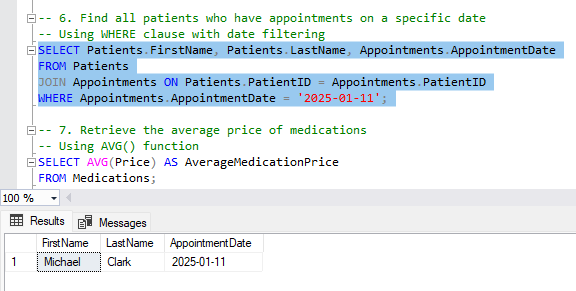 -- 6. Find all patients who have appointments on a specific date
-- Using WHERE clause with date filtering
SELECT Patients.FirstName, Patients.LastName, Appointments.AppointmentDate
FROM Patients
JOIN Appointments ON Patients.PatientID = Appointments.PatientID
WHERE Appointments.AppointmentDate = '2025-01-11';
-- 7. Retrieve the average price of medications
-- Using AVG() function
SELECT AVG(Price) AS AverageMedicationPrice
FROM Medications;
100 %
Results Messages
FirstName LastName AppointmentDate
1 Michael Clark 2025-01-11